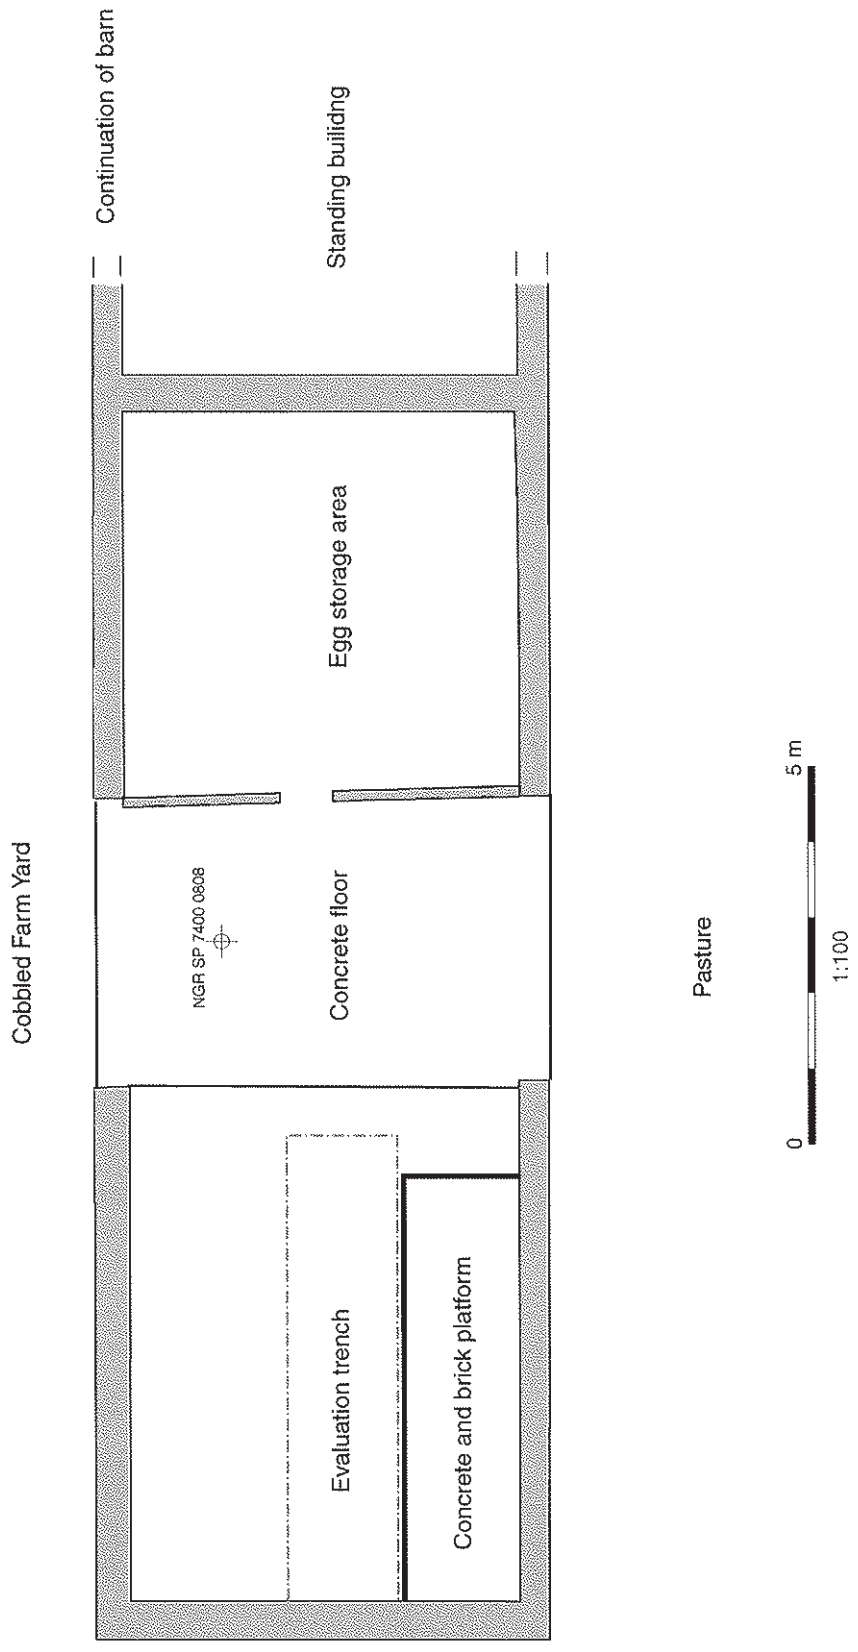 Cobbled Farm Yard
Continuation of barn
Standing builidng
Egg storage area
NGR SP 7400 0808
Concrete floor
Evaluation trench
Concrete and brick platform
Pasture
0
5 m
1:100